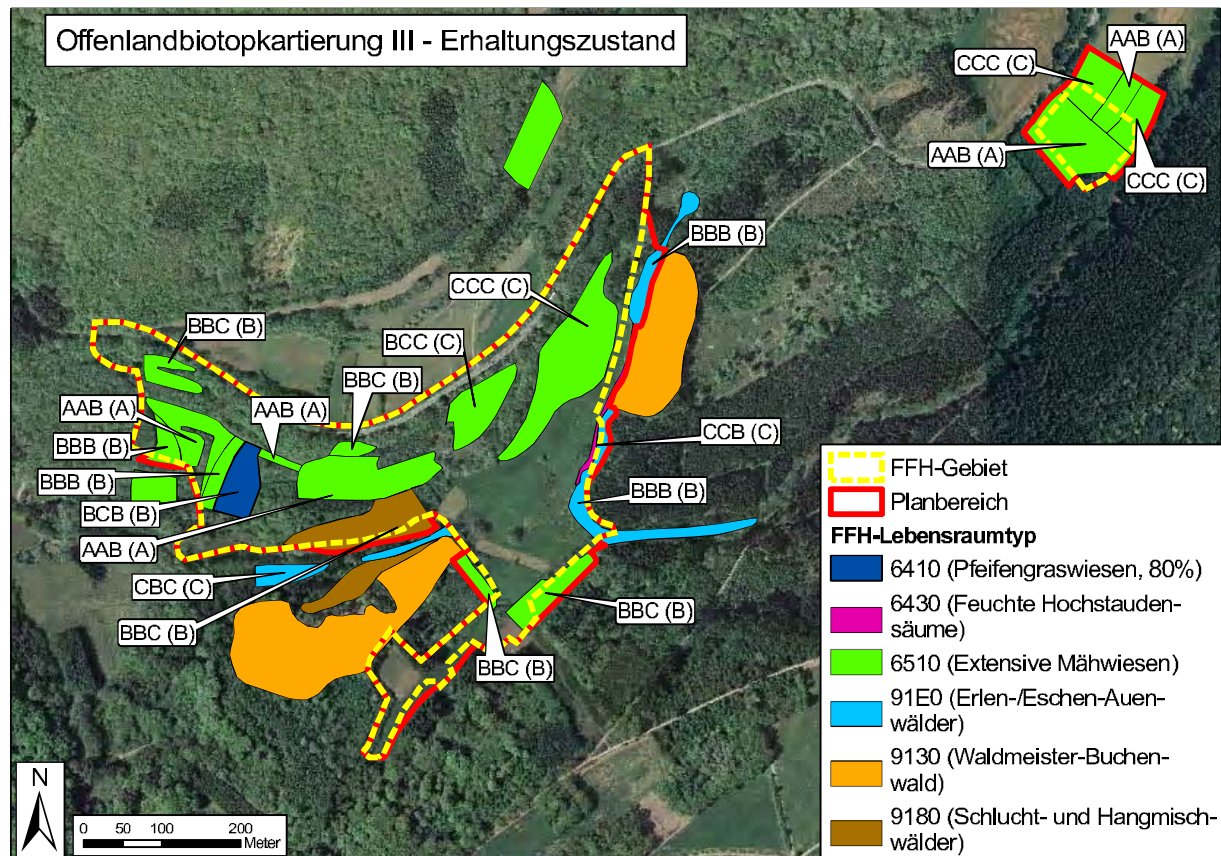 Offenlandbiotopkartierung III - Erhaltungszustand
AAB (A)
CCC (C)
AAB (A)
CCC (C)
BBB (B)
CCC (C)
BBC (B)
BCC (C)
BBC (B)
AAB (A)
AAB (A)
BBB (B)
CCB (C)
BBB (B)
BBB (B)
BCB (B)
AAB (A)
CBC (C)
BBC (B)
BBC (B)
BBC (B)
FFH-Gebiet
Planbereich
FFH-Lebensraumtyp
6410 (Pfeifengraswiesen, 80%)
6430 (Feuchte Hochstauden-
säume)
6510 (Extensive Mähwiesen)
91E0 (Erlen-/Eschen-Auen-
wälder)
9130 (Waldmeister-Buchen-
wald)
9180 (Schlucht- und Hangmisch-
wälder)
N
0 50 100 200
Meter